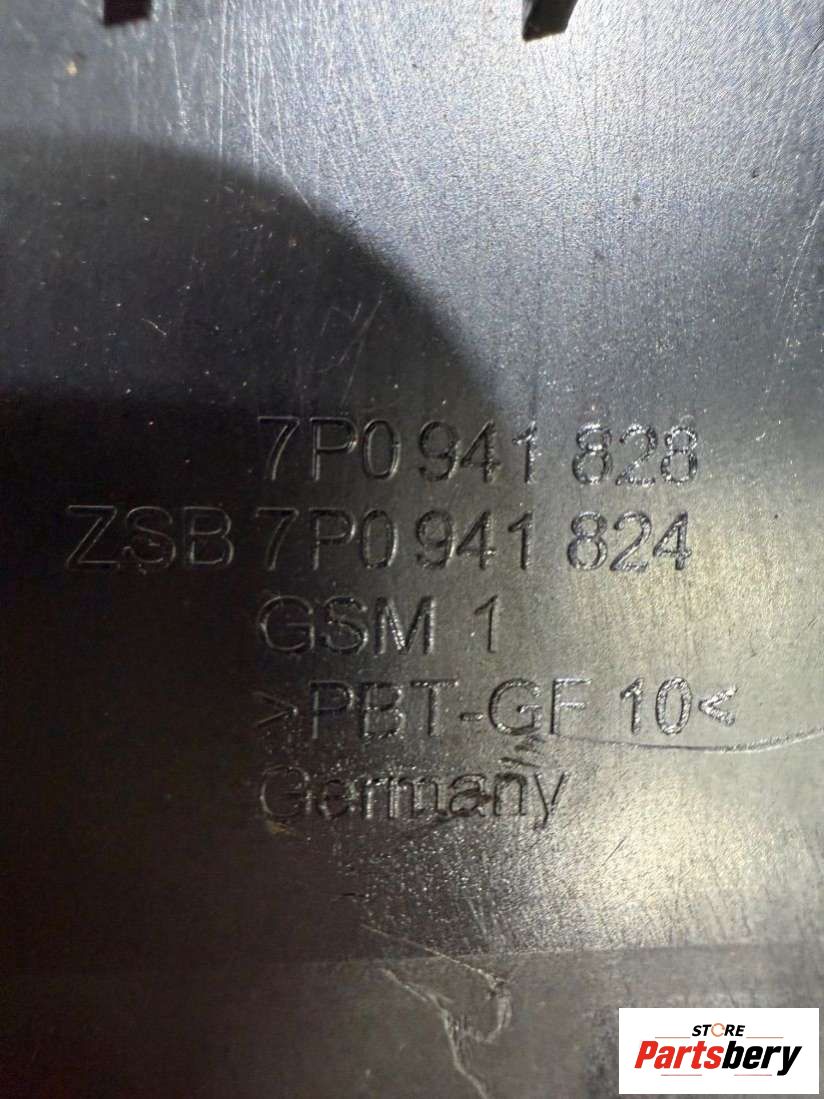 7P0 941 828
ZSB 7P0 941 824
GSM 1
>PBT-GF 10<
Germany
STORE
Partsbery